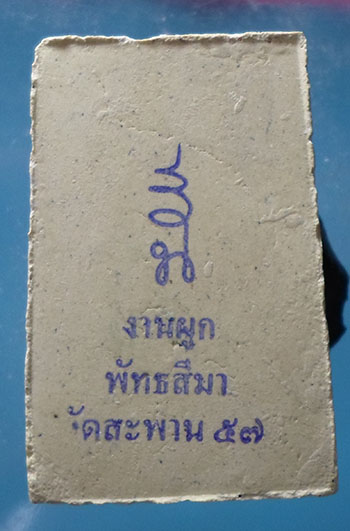 งานผูก
พัทธสีมา
วัดสะพาน ๕๗